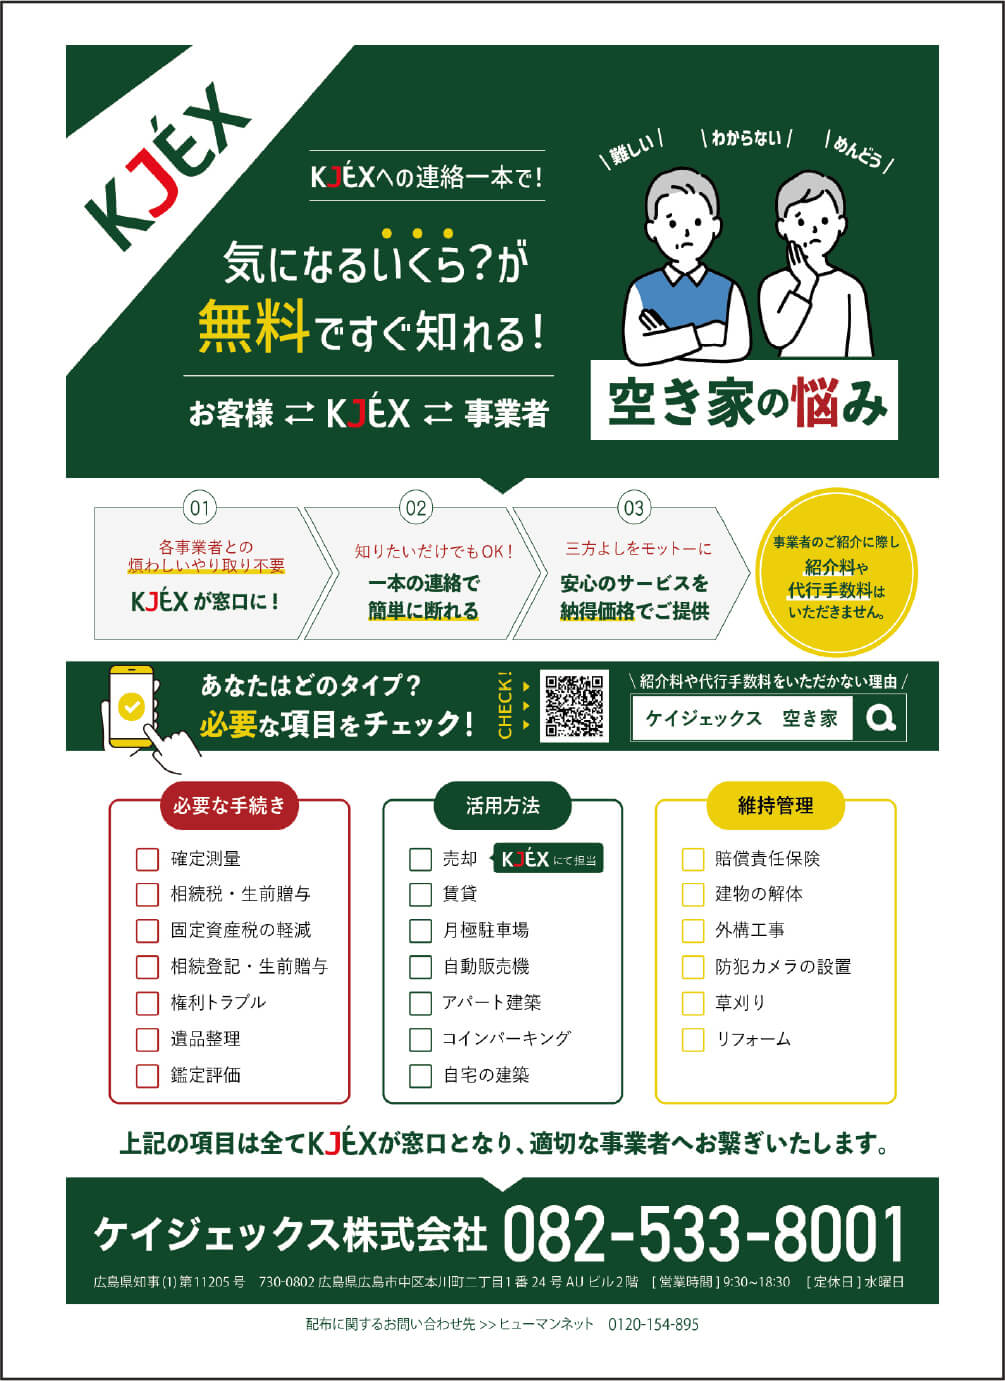 KJÉX
KJÉXへの連絡一本で！
気になるいくら？が
無料ですぐ知れる！
お客様 ⇄ KJÉX ⇄ 事業者
\ 難しい /
\ わからない /
\ めんどう /
空き家の悩み
01
各事業者との
煩わしいやり取り不要
KJÉXが窓口に！
02
知りたいだけでもOK！
一本の連絡で
簡単に断れる
03
三方よしをモットーに
安心のサービスを
納得価格でご提供
事業者のご紹介に際し
紹介料や
代行手数料は
いただきません。
あなたはどのタイプ？
必要な項目をチェック！
CHECK!
\ 紹介料や代行手数料をいただかない理由 /
ケイジェックス　空き家
必要な手続き
確定測量
相続税・生前贈与
固定資産税の軽減
相続登記・生前贈与
権利トラブル
遺品整理
鑑定評価
活用方法
売却 KJÉXにて担当
賃貸
月極駐車場
自動販売機
アパート建築
コインパーキング
自宅の建築
維持管理
賠償責任保険
建物の解体
外構工事
防犯カメラの設置
草刈り
リフォーム
上記の項目は全てKJÉXが窓口となり、適切な事業者へお繋ぎいたします。
ケイジェックス株式会社 082-533-8001
広島県知事(1)第11205号　730-0802 広島県広島市中区本川町二丁目1番24号AUビル2階　[営業時間] 9:30~18:30　[定休日] 水曜日
配布に関するお問い合わせ先 >> ヒューマンネット　0120-154-895